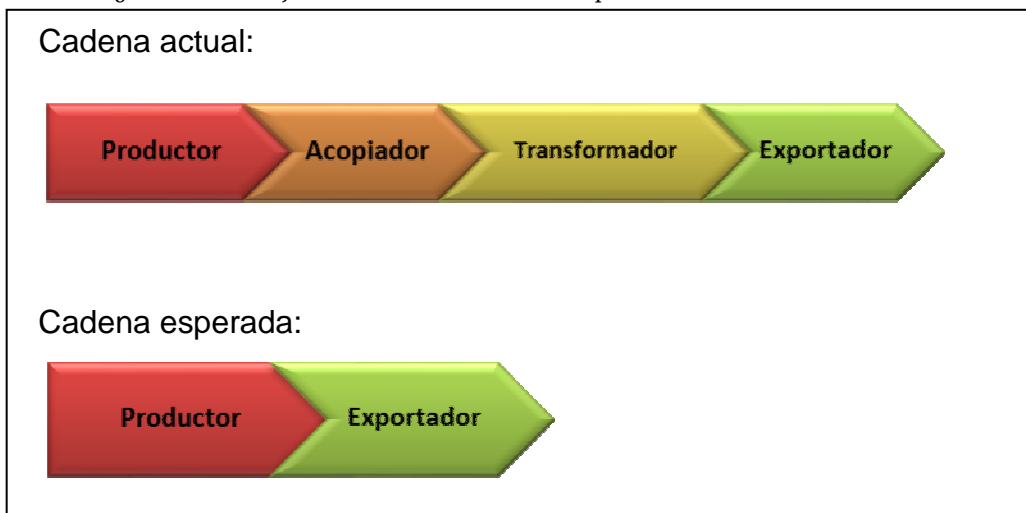 Cadena actual:
Productor Acopiador Transformador Exportador
Cadena esperada:
Productor Exportador